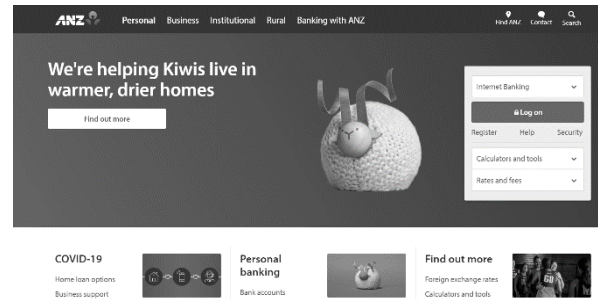 ANZ Personal Business Institutional Rural Banking with ANZ Find ANZ Contact Search
We're helping Kiwis live in
warmer, drier homes
Find out more
Internet Banking
Log on
Register Help Security
Calculators and tools
Rates and fees
COVID-19
Home loan options
Business support
Personal
banking
Bank accounts
Find out more
Foreign exchange rates
Calculators and tools
60